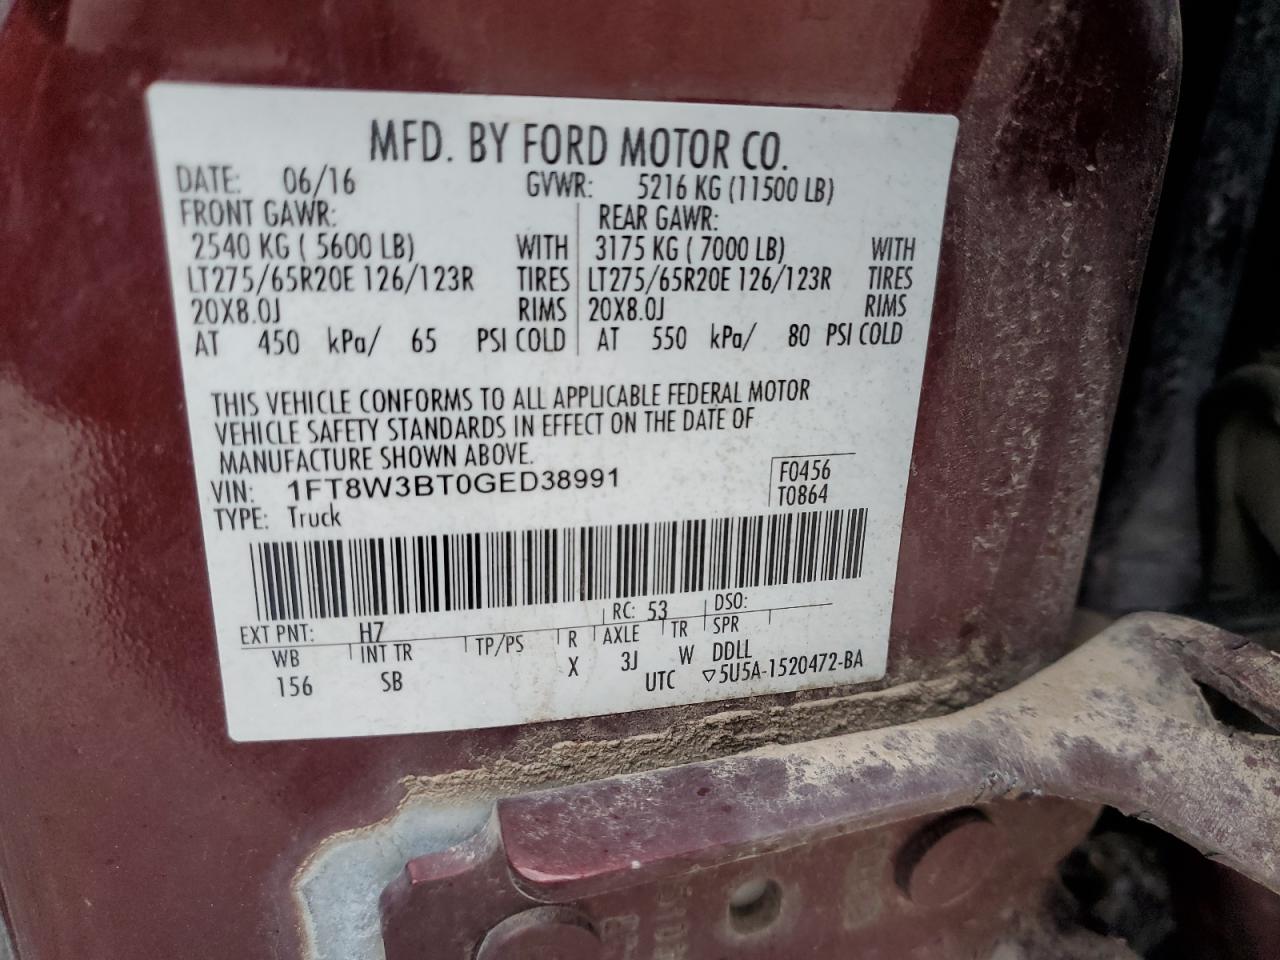 MFD. BY FORD MOTOR CO.
DATE: 06/16 GVWR: 5216 KG (11500 LB)
FRONT GAWR: REAR GAWR:
2540 KG ( 5600 LB) WITH 3175 KG ( 7000 LB) WITH
LT275/65R20E 126/123R TIRES LT275/65R20E 126/123R TIRES
20X8.0J RIMS 20X8.0J RIMS
AT 450 kPa/ 65 PSI COLD AT 550 kPa/ 80 PSI COLD
THIS VEHICLE CONFORMS TO ALL APPLICABLE FEDERAL MOTOR
VEHICLE SAFETY STANDARDS IN EFFECT ON THE DATE OF
MANUFACTURE SHOWN ABOVE.
VIN: 1FT8W3BT0GED38991 F0456
TYPE: Truck T0864
EXT PNT: H7 RC: 53 DSO:
WB INT TR TP/PS R AXLE TR SPR
156 SB X 3J W DDLL
UTC ▽5U5A-1520472-BA